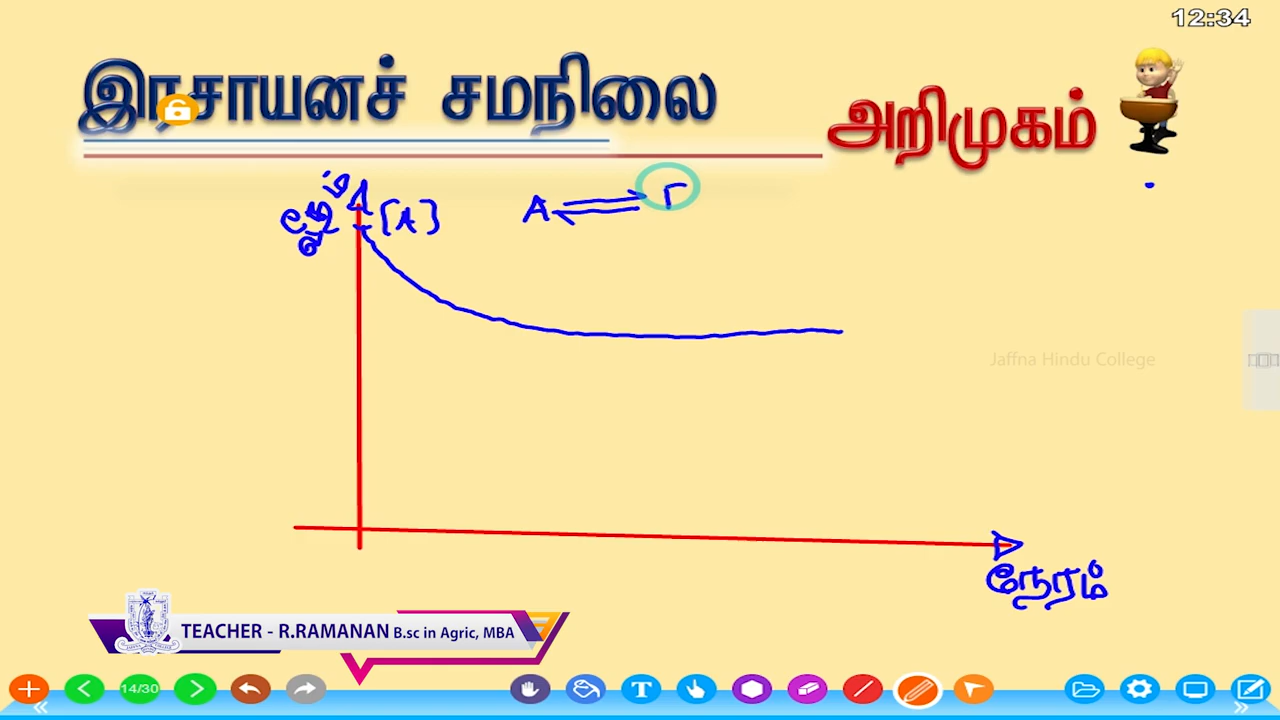 12:34
இரசாயனச் சமநிலை
அறிமுகம்
[A]
A ⇌
நேரம்
Jaffna Hindu College
TEACHER - R.RAMANAN B.sc in Agric, MBA
14/30